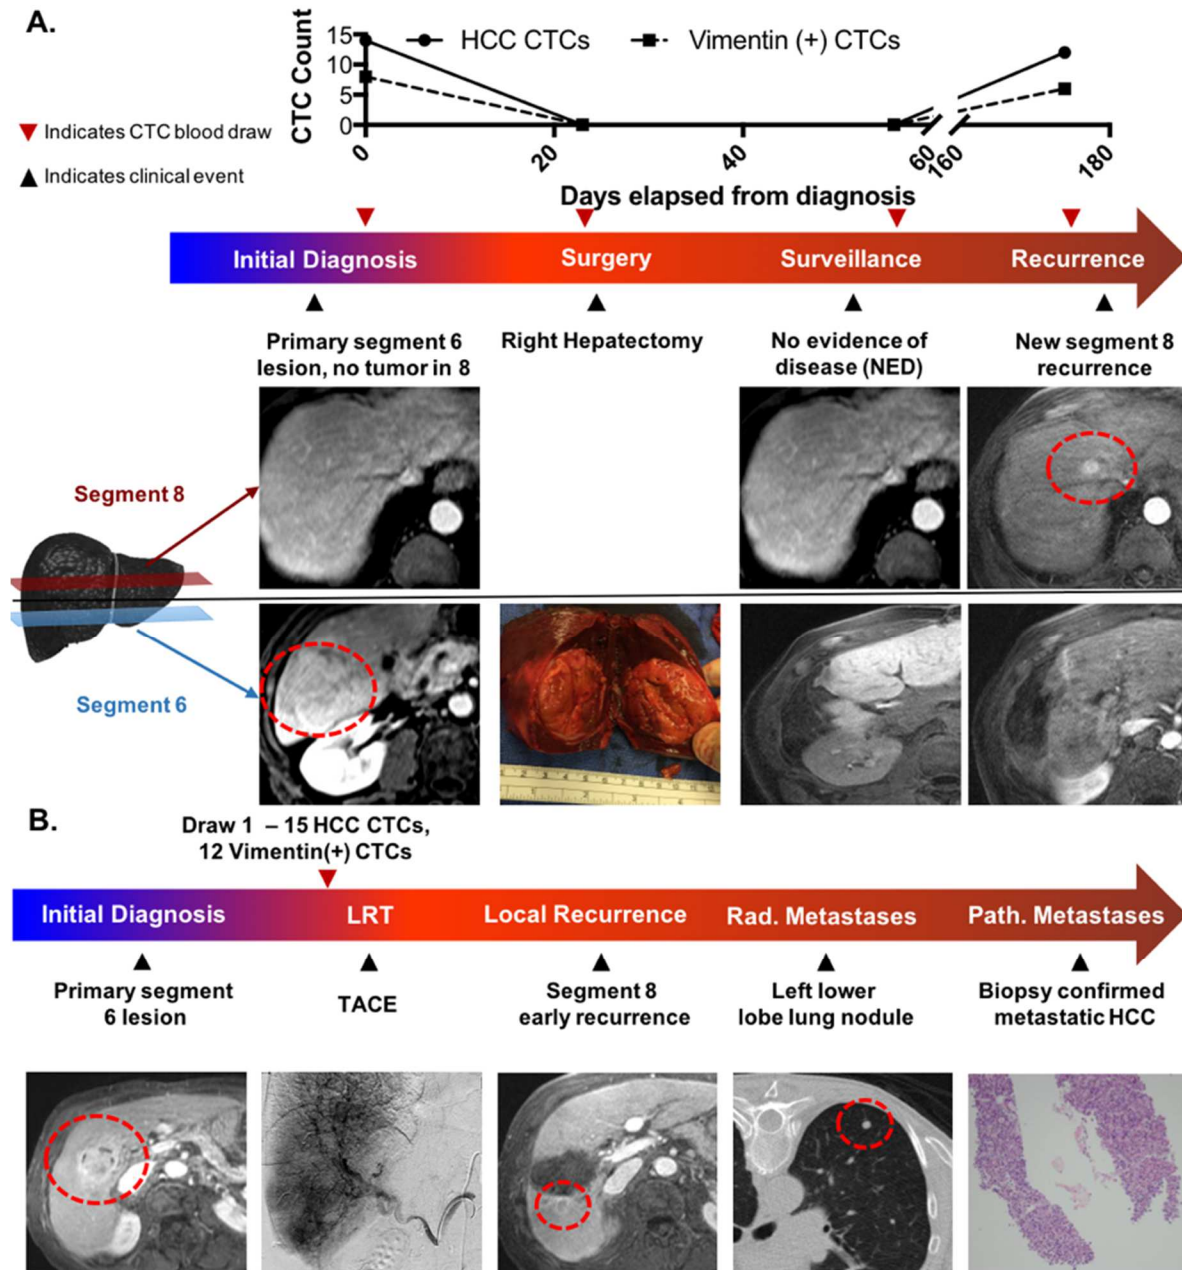 A.
CTC Count
15
10
5
0
HCC CTCs
Vimentin (+) CTCs
0
20
40
60
160
180
Days elapsed from diagnosis
Indicates CTC blood draw
Indicates clinical event
Initial Diagnosis
Surgery
Surveillance
Recurrence
Primary segment 6
lesion, no tumor in 8
Right Hepatectomy
No evidence of
disease (NED)
New segment 8
recurrence
Segment 8
Segment 6
B.
Draw 1 – 15 HCC CTCs,
12 Vimentin(+) CTCs
Initial Diagnosis
LRT
Local Recurrence
Rad. Metastases
Path. Metastases
Primary segment
6 lesion
TACE
Segment 8
early recurrence
Left lower
lobe lung nodule
Biopsy confirmed
metastatic HCC